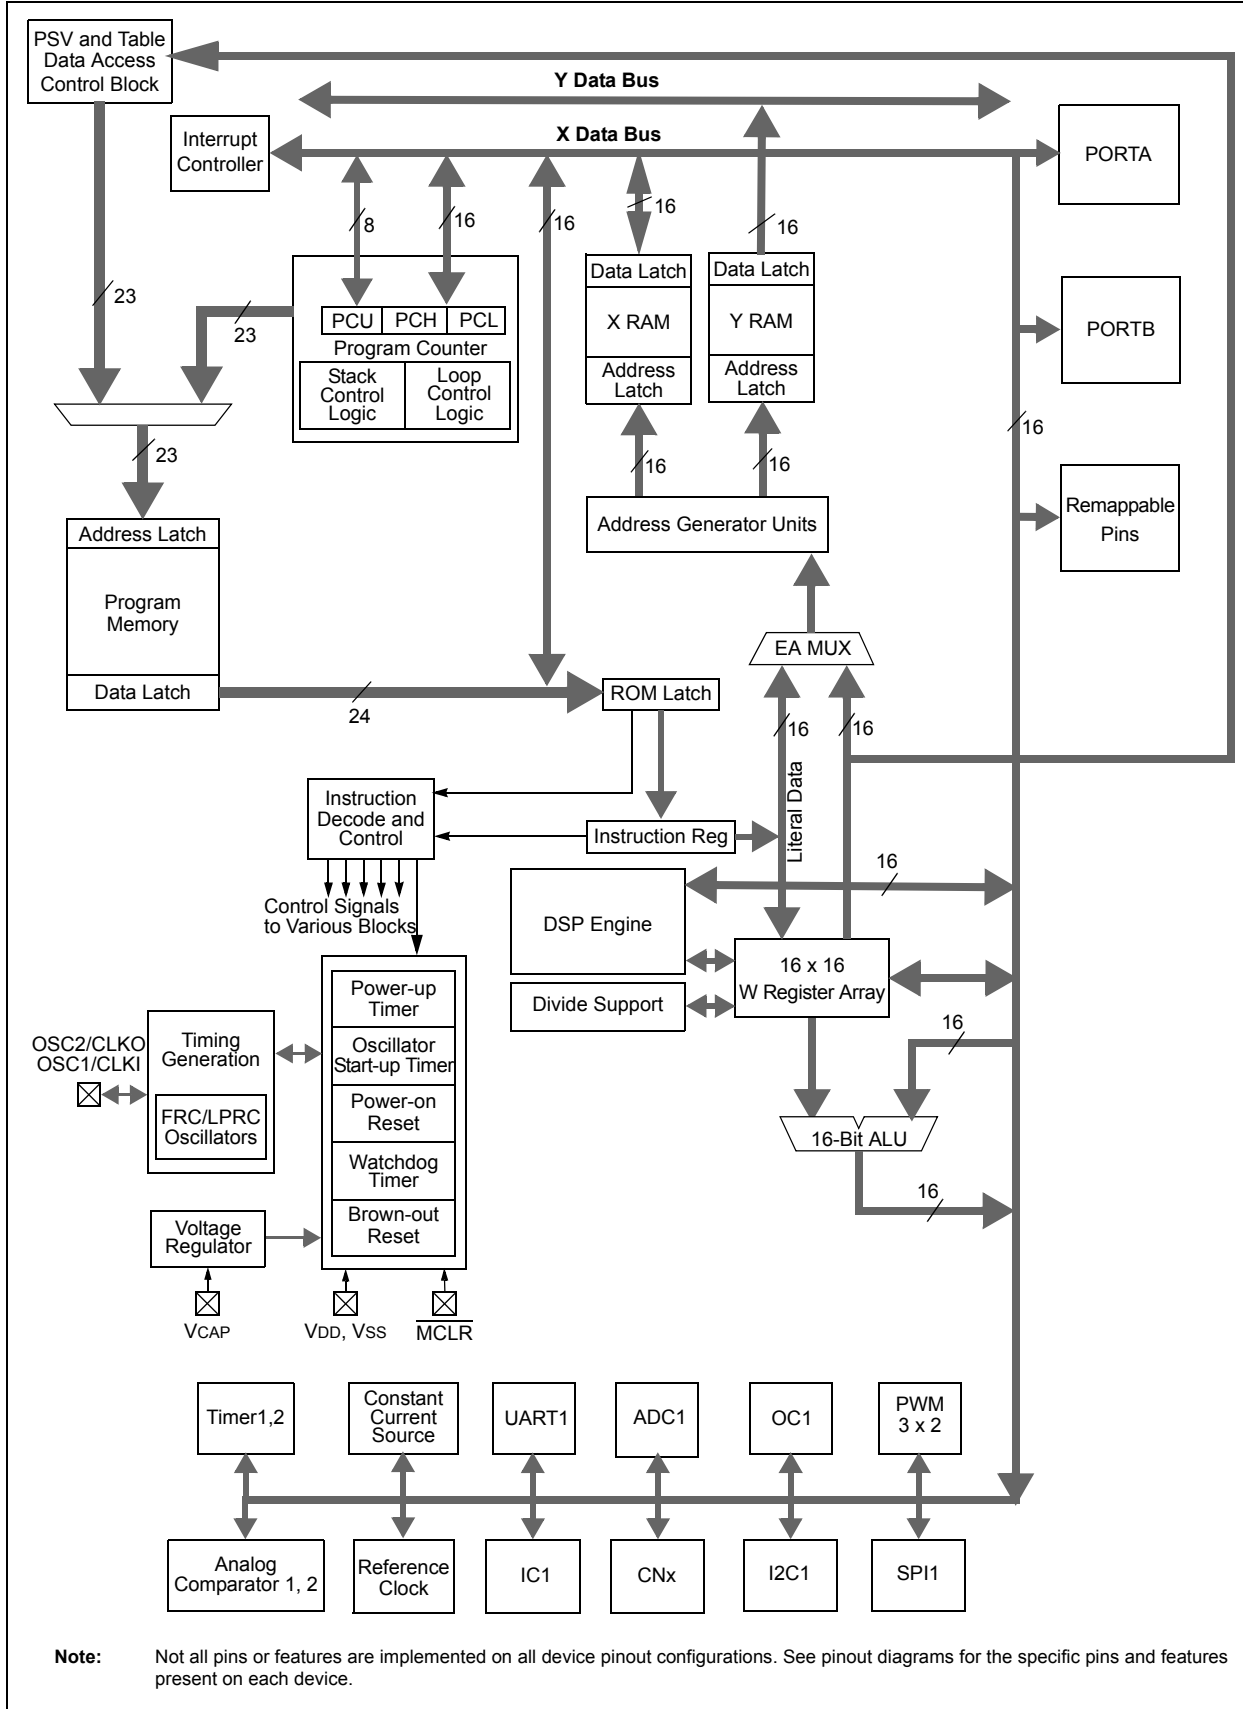 PSV and Table
Data Access
Control Block
Y Data Bus
X Data Bus
Interrupt
Controller
PORTA
8
16
16
16
16
23
23
Data Latch
X RAM
Address
Latch
Data Latch
Y RAM
Address
Latch
PCU
PCH
PCL
Program Counter
Stack
Control
Logic
Loop
Control
Logic
PORTB
16
23
16
16
Address Generator Units
Remappable
Pins
Address Latch
Program
Memory
Data Latch
24
ROM Latch
EA MUX
16
16
Literal Data
Instruction
Decode and
Control
Instruction Reg
Control Signals
to Various Blocks
DSP Engine
16
16 x 16
W Register Array
Divide Support
16
16-Bit ALU
16
Power-up
Timer
Oscillator
Start-up Timer
Power-on
Reset
Watchdog
Timer
Brown-out
Reset
OSC2/CLKO
OSC1/CLKI
Timing
Generation
FRC/LPRC
Oscillators
Voltage
Regulator
VCAP
VDD, VSS
MCLR
Timer1,2
Constant
Current
Source
UART1
ADC1
OC1
PWM
3 x 2
Analog
Comparator 1, 2
Reference
Clock
IC1
CNx
I2C1
SPI1
Note: Not all pins or features are implemented on all device pinout configurations. See pinout diagrams for the specific pins and features
present on each device.